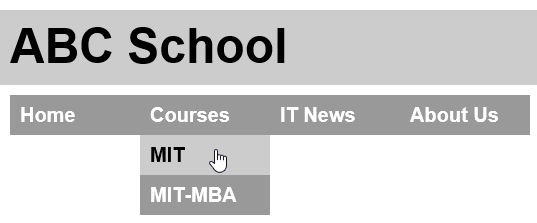 ABC School
Home Courses IT News About Us
MIT
MIT-MBA